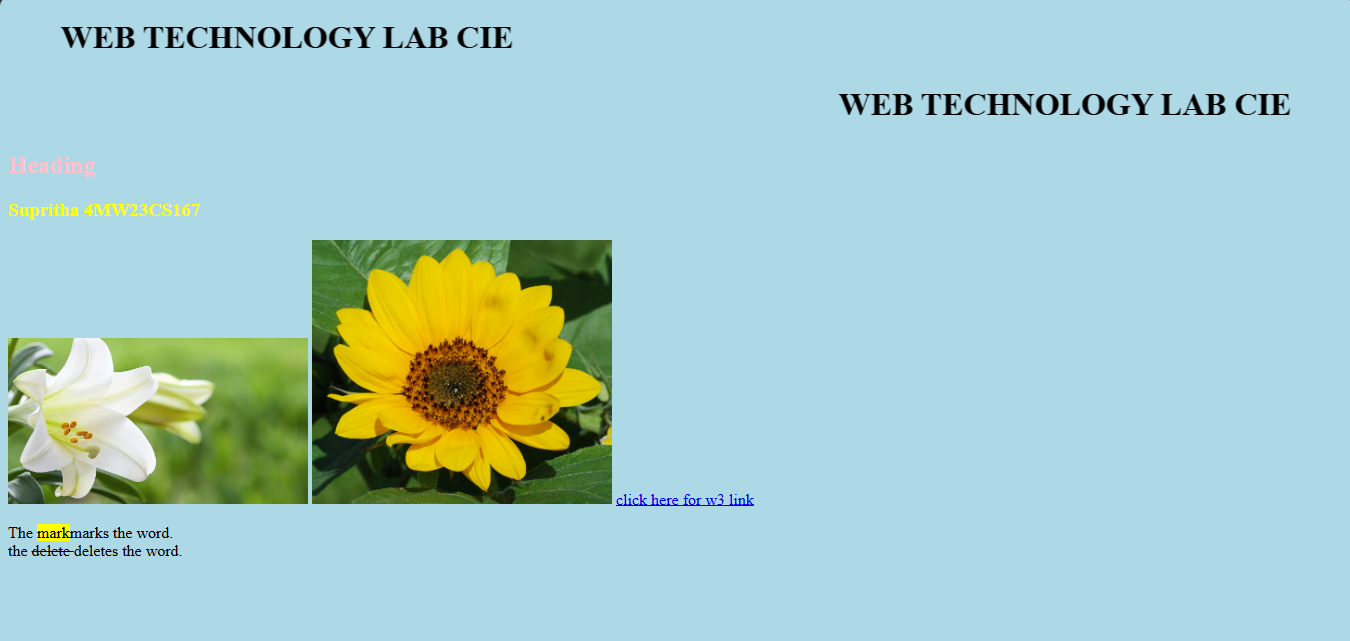 WEB TECHNOLOGY LAB CIE
WEB TECHNOLOGY LAB CIE
Heading
Supritha 4MW23CS167
click here for w3 link
The markmarks the word.
the delete deletes the word.